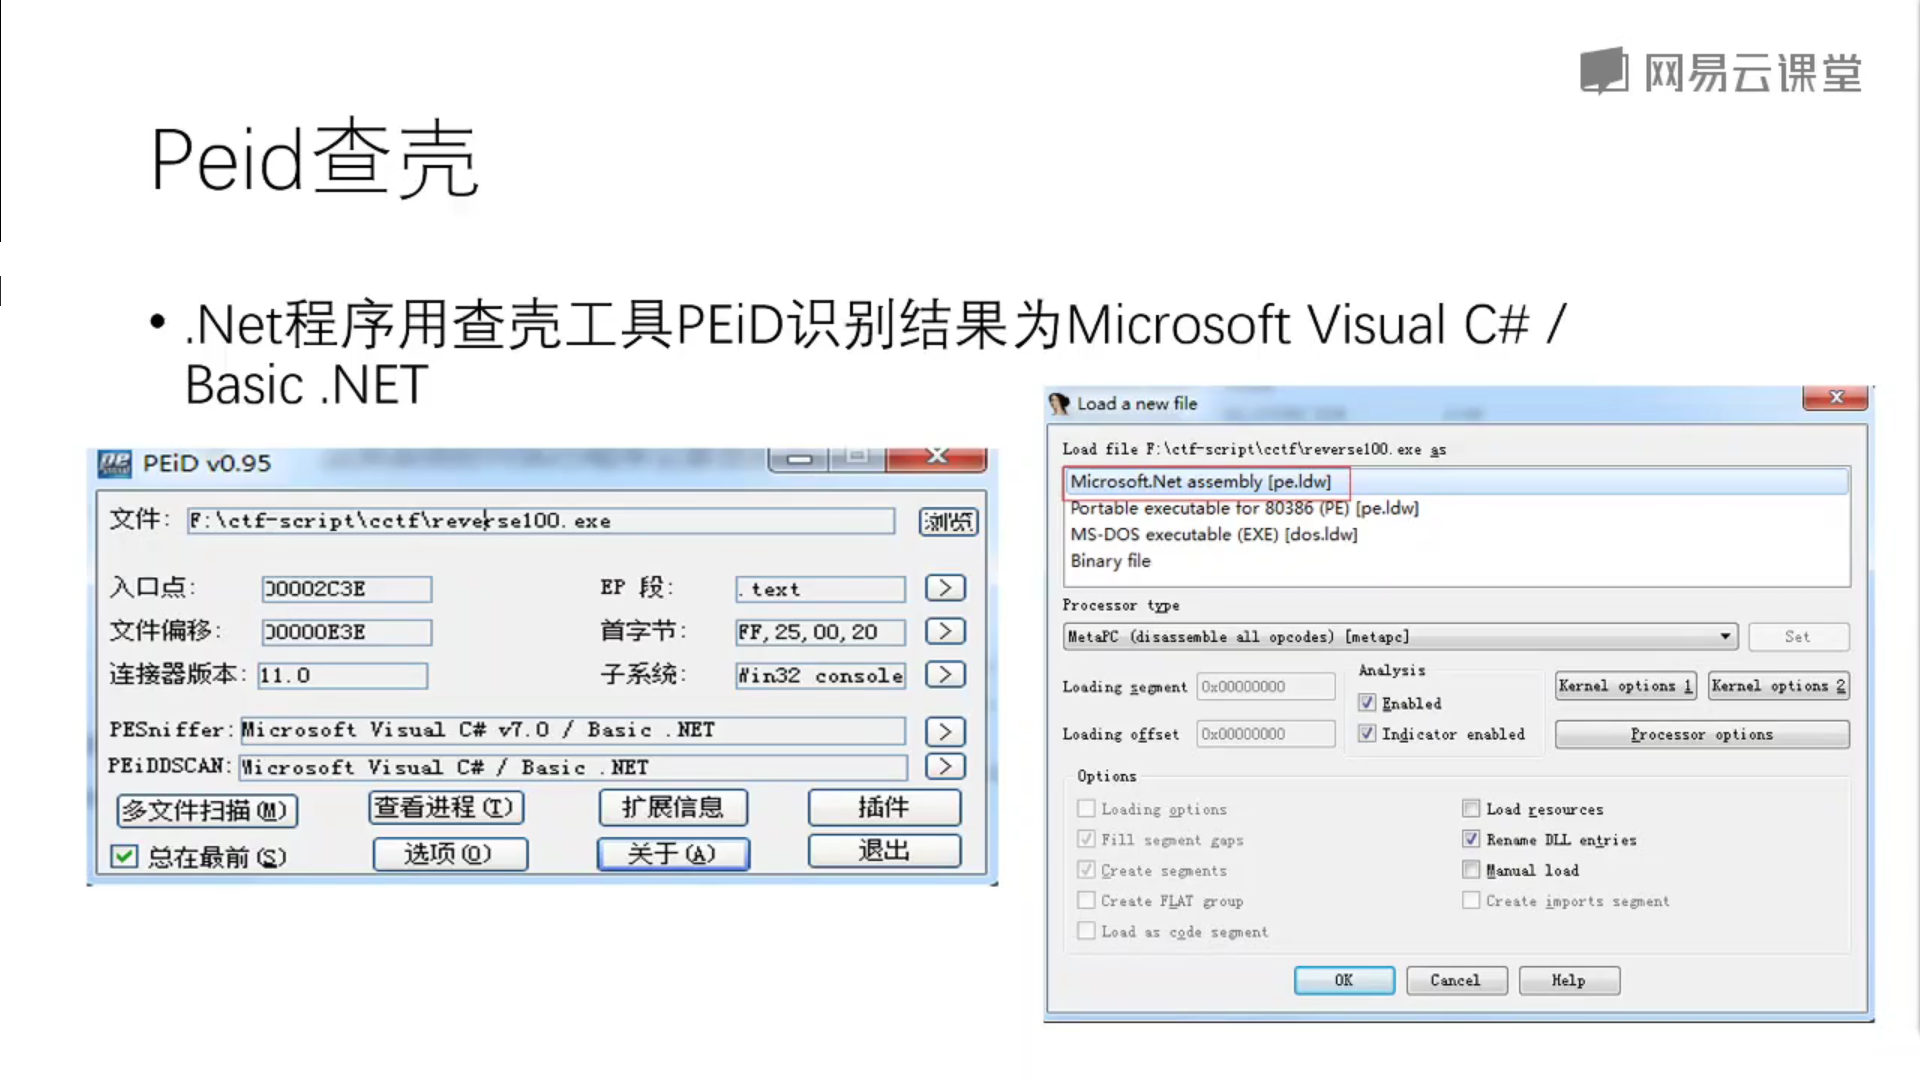 网易云课堂
Peid查壳
• .Net程序用查壳工具PEiD识别结果为Microsoft Visual C# /
Basic .NET
PEiD v0.95
文件: F:\ctf-script\cctf\reverse100.exe 浏览
入口点: 00002C3E EP 段: .text >
文件偏移: 00000E3E 首字节: FF,25,00,20 >
连接器版本: 11.0 子系统: Win32 console >
PESniffer: Microsoft Visual C# v7.0 / Basic .NET >
PEiDDSCAN: Microsoft Visual C# / Basic .NET >
多文件扫描(M) 查看进程(T) 扩展信息 插件
总在最前(S) 选项(O) 关于(A) 退出
Load a new file
Load file F:\ctf-script\cctf\reverse100.exe as
Microsoft.Net assembly [pe.ldw]
Portable executable for 80386 (PE) [pe.ldw]
MS-DOS executable (EXE) [dos.ldw]
Binary file
Processor type
MetaPC (disassemble all opcodes) [metapc] Set
Analysis
Loading segment 0x00000000 Enabled Kernel options 1 Kernel options 2
Loading offset 0x00000000 Indicator enabled Processor options
Options
Loading options Load resources
Fill segment gaps Rename DLL entries
Create segments Manual load
Create FLAT group Create imports segment
Load as code segment
OK Cancel Help